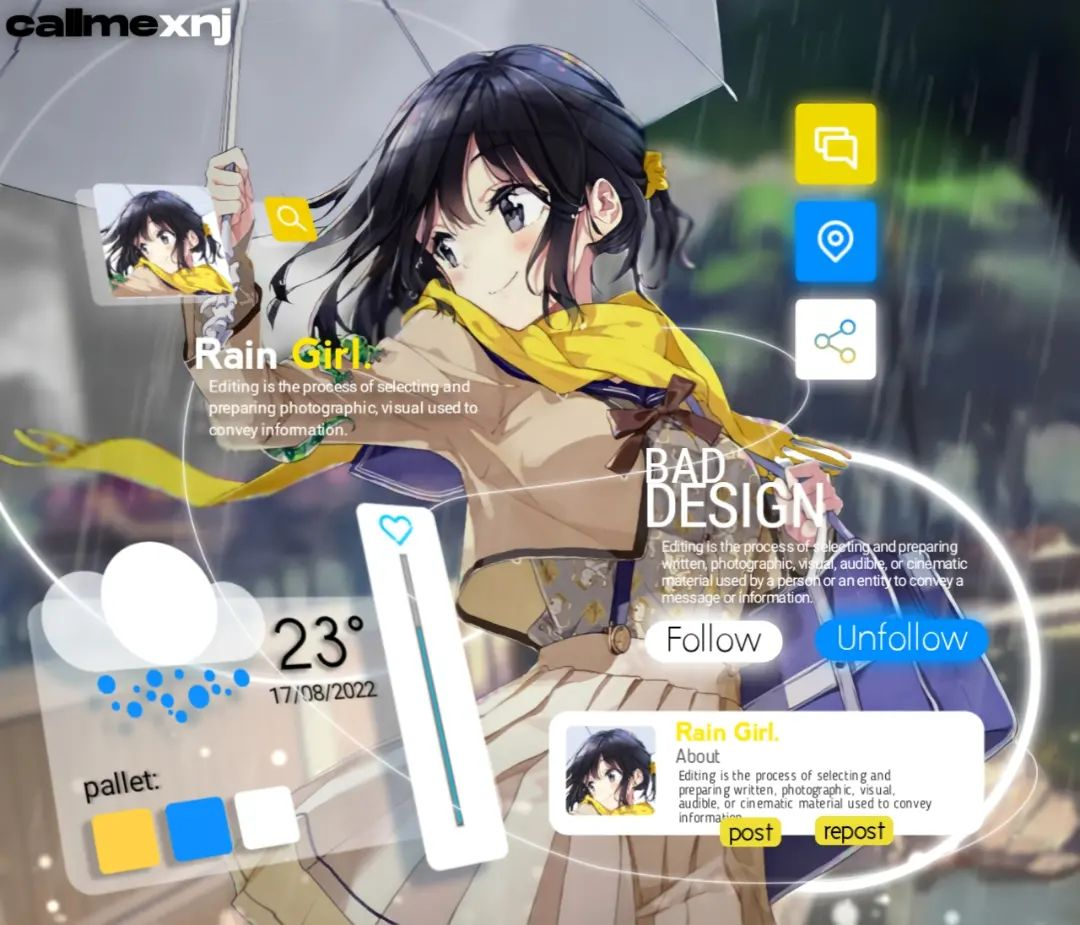 callmexnj
Rain Girl.
Editing is the process of selecting and
preparing photographic, visual used to
convey information.
BAD
DESIGN
Editing is the process of selecting and preparing
written, photographic, visual, audible, or cinematic
material used by a person or an entity to convey a
message or information.
Follow
Unfollow
23°
17/08/2022
pallet:
Rain Girl.
About
Editing is the process of selecting and
preparing written, photographic, visual,
audible, or cinematic material used to convey
information.
post
repost